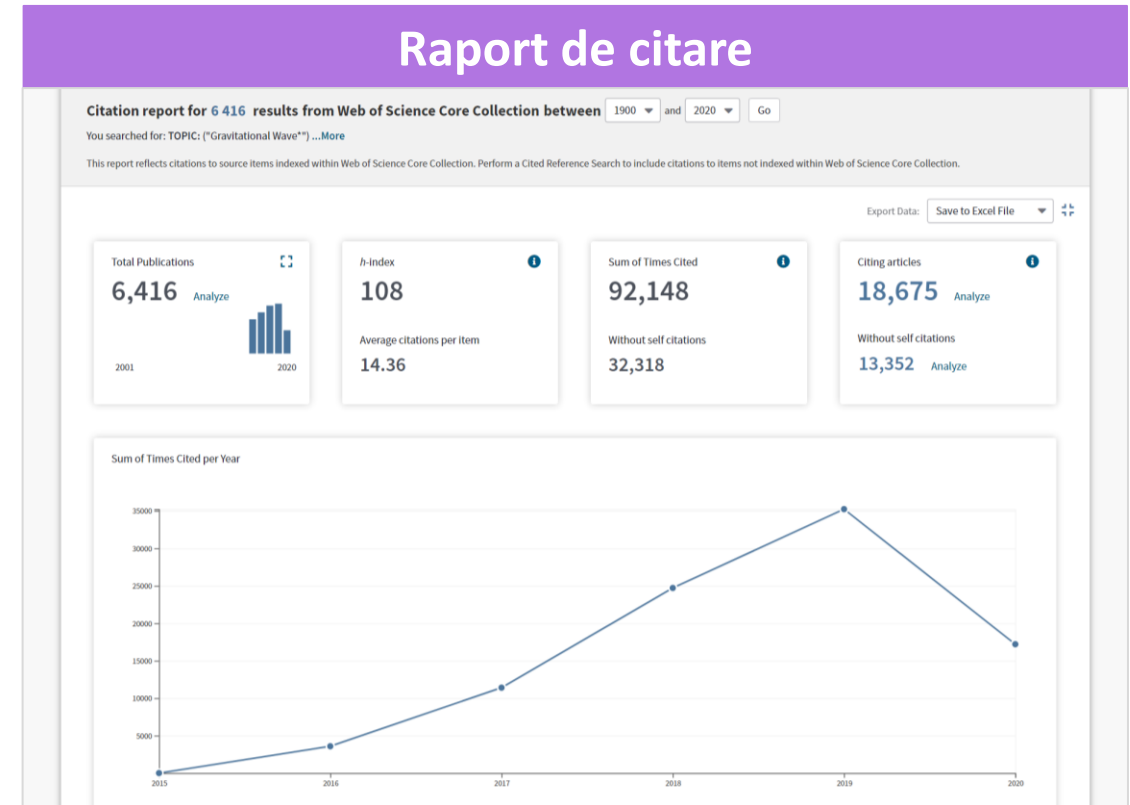 Raport de citare
Citation report for 6 416 results from Web of Science Core Collection between 1900 and 2020 Go
You searched for: TOPIC: ("Gravitational Wave*") ...More
This report reflects citations to source items indexed within Web of Science Core Collection. Perform a Cited Reference Search to include citations to items not indexed within Web of Science Core Collection.
Export Data: Save to Excel File
Total Publications
6,416 Analyze
2001 2020
h-index
108
Average citations per item
14.36
Sum of Times Cited
92,148
Without self citations
32,318
Citing articles
18,675 Analyze
Without self citations
13,352 Analyze
Sum of Times Cited per Year
35000
30000
25000
20000
15000
10000
5000
2015 2016 2017 2018 2019 2020